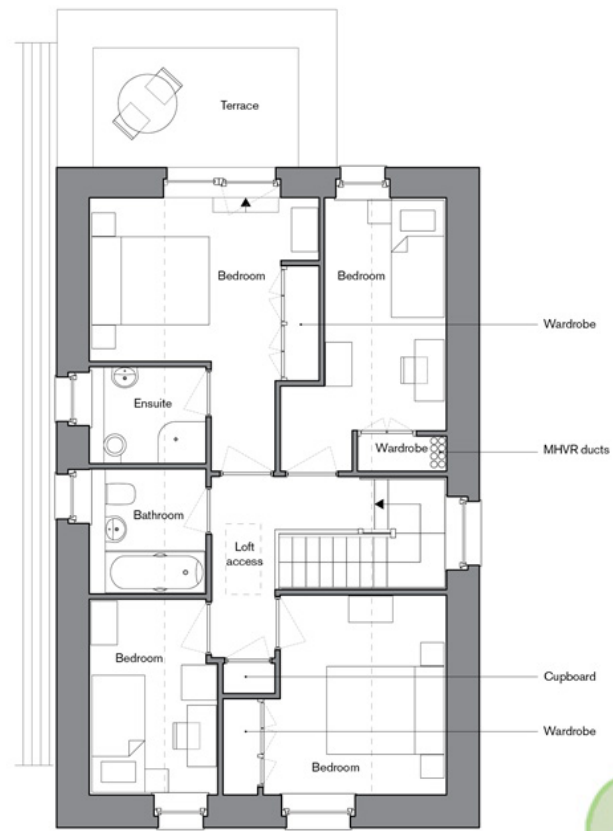 Terrace
Bedroom
Bedroom
Wardrobe
Ensuite
Wardrobe
MHVR ducts
Bathroom
Loft
access
Bedroom
Cupboard
Wardrobe
Bedroom